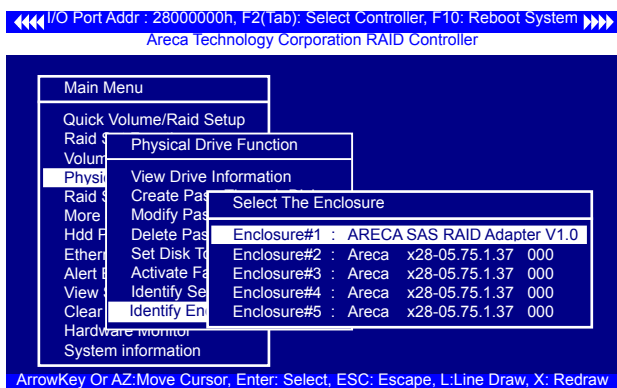 I/O Port Addr : 28000000h, F2(Tab): Select Controller, F10: Reboot System
Areca Technology Corporation RAID Controller
Main Menu
Quick Volume/Raid Setup
Raid
Physical Drive Function
Volum
Physi
View Drive Information
Raid
Create Pas
Select The Enclosure
More
Modify Pas
Hdd
Delete Pas
Enclosure#1 : ARECA SAS RAID Adapter V1.0
Ether
Set Disk To
Enclosure#2 : Areca x28-05.75.1.37 000
Alert
Activate Fa
Enclosure#3 : Areca x28-05.75.1.37 000
View
Identify Se
Enclosure#4 : Areca x28-05.75.1.37 000
Clear
Identify En
Enclosure#5 : Areca x28-05.75.1.37 000
Hardware Monitor
System information
ArrowKey Or AZ:Move Cursor, Enter: Select, ESC: Escape, L:Line Draw, X: Redraw